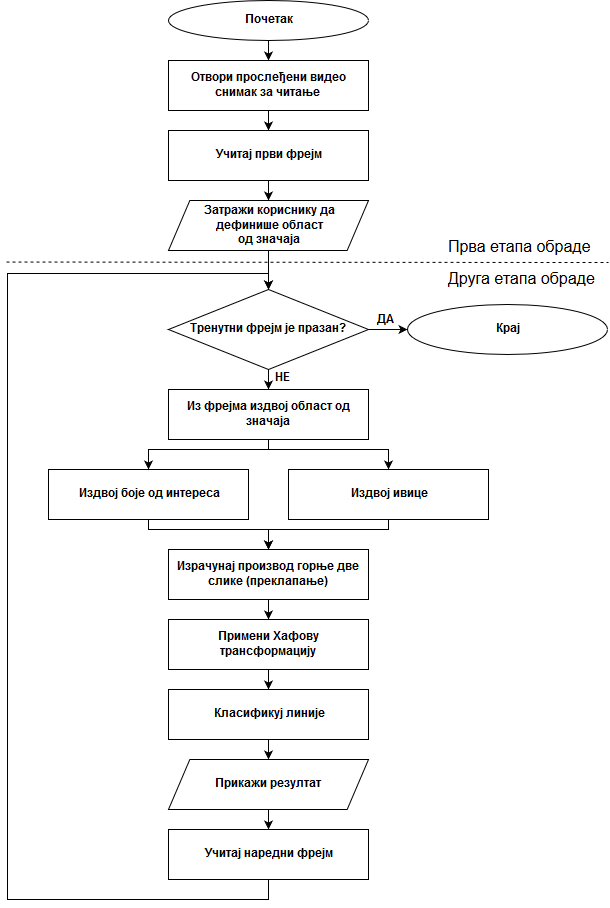 Почетак
Отвори прослеђени видео
снимак за читање
Учитај први фрејм
Затражи кориснику да
дефинише област
од значаја
Прва етапа обраде
Друга етапа обраде
Тренутни фрејм је празан?
ДА
Крај
НЕ
Из фрејма издвој област од
значаја
Издвој боје од интереса
Издвој ивице
Израчунај производ горње две
слике (преклапање)
Примени Хафову
трансформацију
Класификуј линије
Прикажи резултат
Учитај наредни фрејм